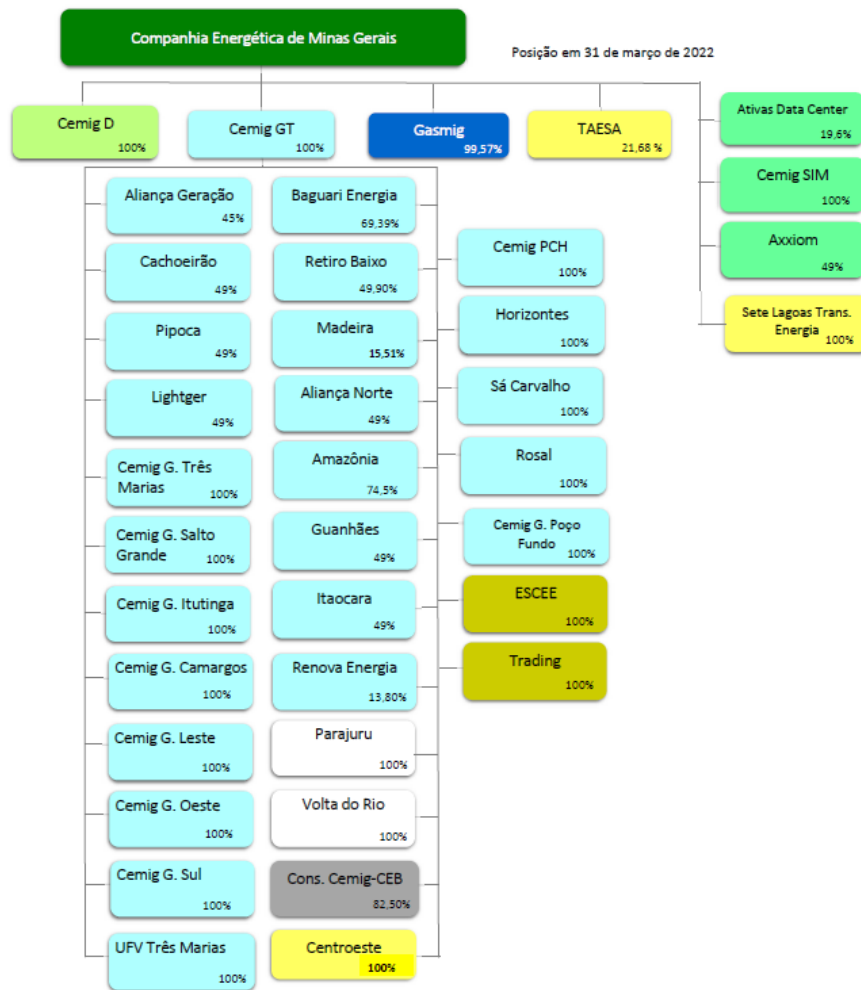 Companhia Energética de Minas Gerais
Posição em 31 de março de 2022
Cemig D
100%
Cemig GT
100%
Gasmig
99,57%
TAESA
21,68 %
Ativas Data Center
19,6%
Cemig SIM
100%
Axxiom
49%
Sete Lagoas Trans.
Energia
100%
Aliança Geração
45%
Cachoeirão
49%
Pipoca
49%
Lightger
49%
Cemig G. Três
Marias
100%
Cemig G. Salto
Grande
100%
Cemig G. Itutinga
100%
Cemig G. Camargos
100%
Cemig G. Leste
100%
Cemig G. Oeste
100%
Cemig G. Sul
100%
UFV Três Marias
100%
Baguari Energia
69,39%
Retiro Baixo
49,90%
Madeira
15,51%
Aliança Norte
49%
Amazônia
74,5%
Guanhães
49%
Itaocara
49%
Renova Energia
13,80%
Parajuru
100%
Volta do Rio
100%
Cons. Cemig-CEB
82,50%
Centroeste
100%
Cemig PCH
100%
Horizontes
100%
Sá Carvalho
100%
Rosal
100%
Cemig G. Poço
Fundo
100%
ESCEE
100%
Trading
100%